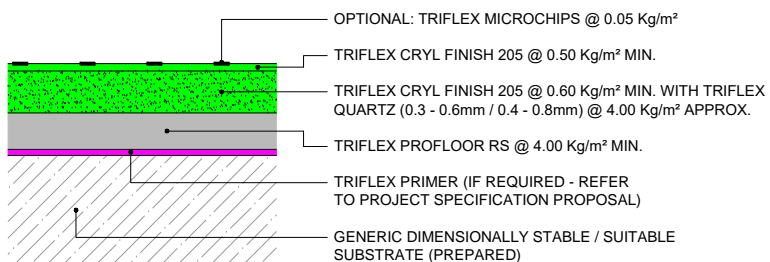 OPTIONAL: TRIFLEX MICROCHIPS @ 0.05 Kg/m²
TRIFLEX CRYL FINISH 205 @ 0.50 Kg/m² MIN.
TRIFLEX CRYL FINISH 205 @ 0.60 Kg/m² MIN. WITH TRIFLEX
QUARTZ (0.3 - 0.6mm / 0.4 - 0.8mm) @ 4.00 Kg/m² APPROX.
TRIFLEX PROFLOOR RS @ 4.00 Kg/m² MIN.
TRIFLEX PRIMER (IF REQUIRED - REFER
TO PROJECT SPECIFICATION PROPOSAL)
GENERIC DIMENSIONALLY STABLE / SUITABLE
SUBSTRATE (PREPARED)